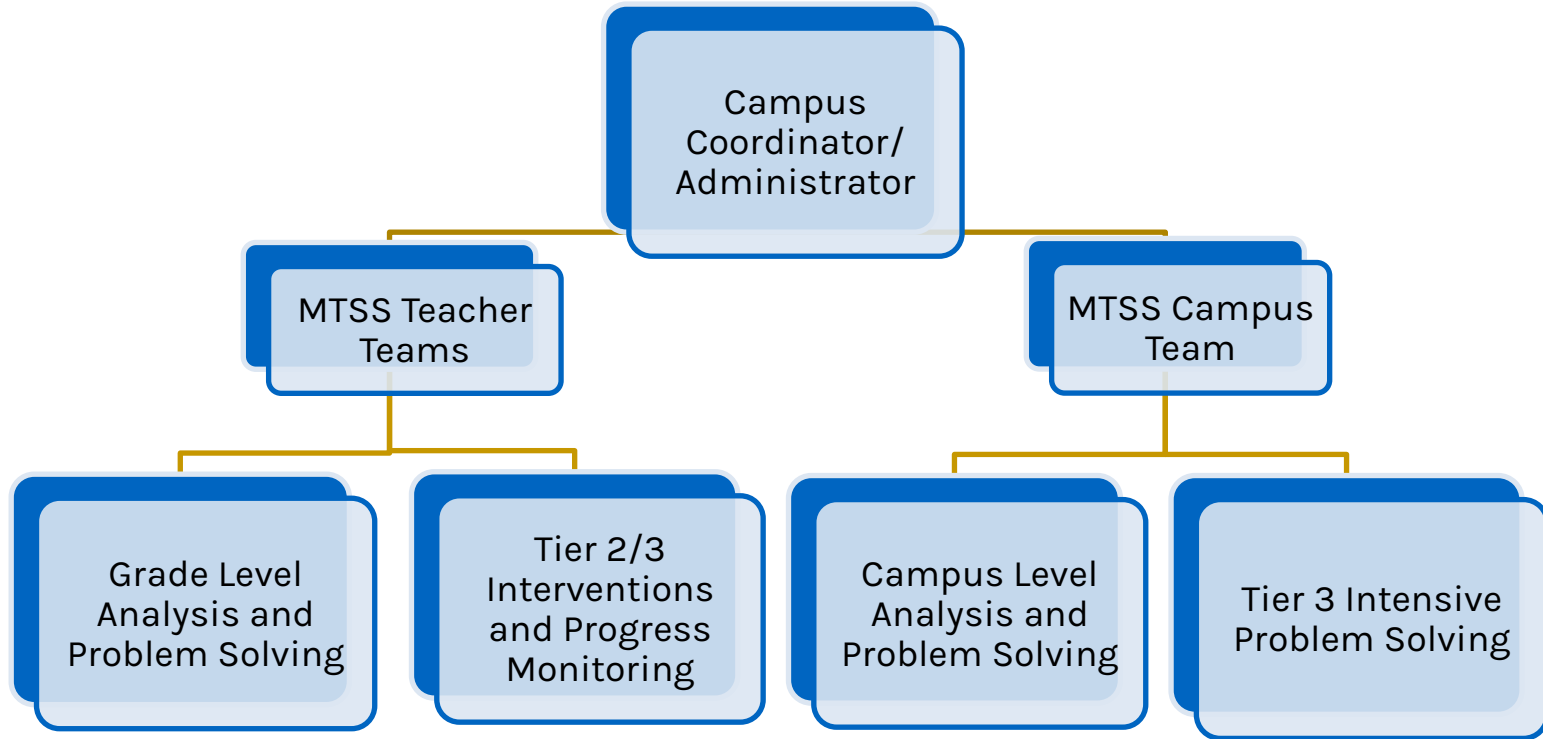 Campus
Coordinator/
Administrator
MTSS Teacher
Teams
MTSS Campus
Team
Grade Level
Analysis and
Problem Solving
Tier 2/3
Interventions
and Progress
Monitoring
Campus Level
Analysis and
Problem Solving
Tier 3 Intensive
Problem Solving